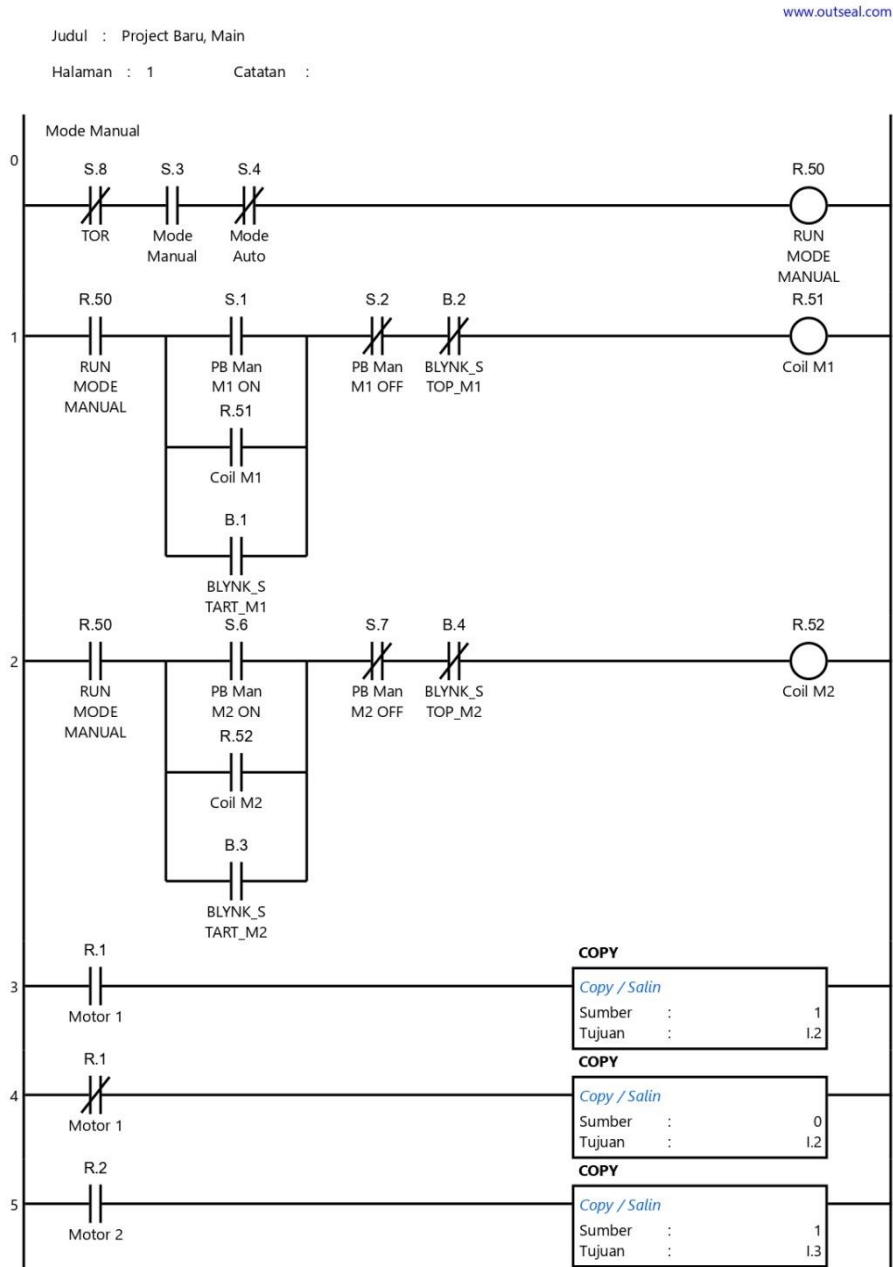 www.outseal.com
Judul : Project Baru, Main
Halaman : 1 Catatan :
Mode Manual
0
S.8 S.3 S.4 R.50
TOR Mode Mode RUN
Manual Auto MODE
MANUAL
R.50 S.1 S.2 B.2 R.51
1
RUN PB Man PB Man BLYNK_S Coil M1
MODE M1 ON M1 OFF TOP_M1
MANUAL R.51
Coil M1
B.1
BLYNK_S
TART_M1
R.50 S.6 S.7 B.4 R.52
2
RUN PB Man PB Man BLYNK_S Coil M2
MODE M2 ON M2 OFF TOP_M2
MANUAL R.52
Coil M2
B.3
BLYNK_S
TART_M2
R.1 COPY
3 Copy / Salin
Motor 1 Sumber : 1
Tujuan : I.2
R.1 COPY
4 Copy / Salin
Motor 1 Sumber : 0
Tujuan : I.2
R.2 COPY
5 Copy / Salin
Motor 2 Sumber : 1
Tujuan : I.3